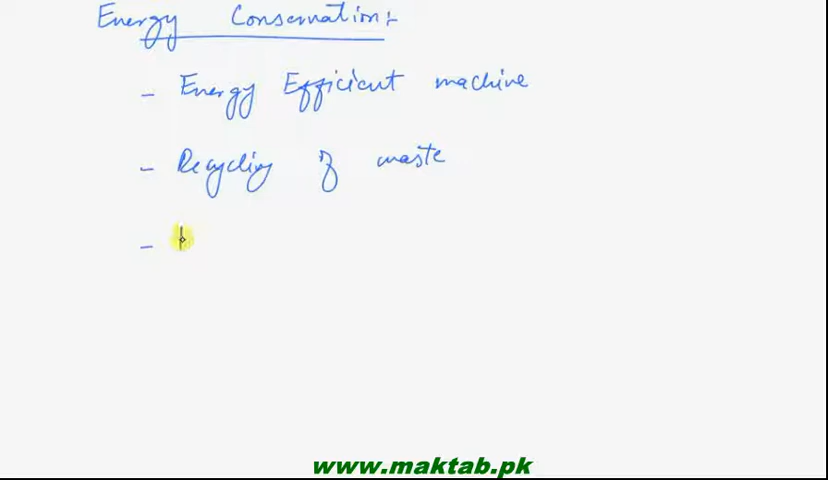 Energy Conservation:-
- Energy Efficient machine
- Recycling of waste
-
www.maktab.pk